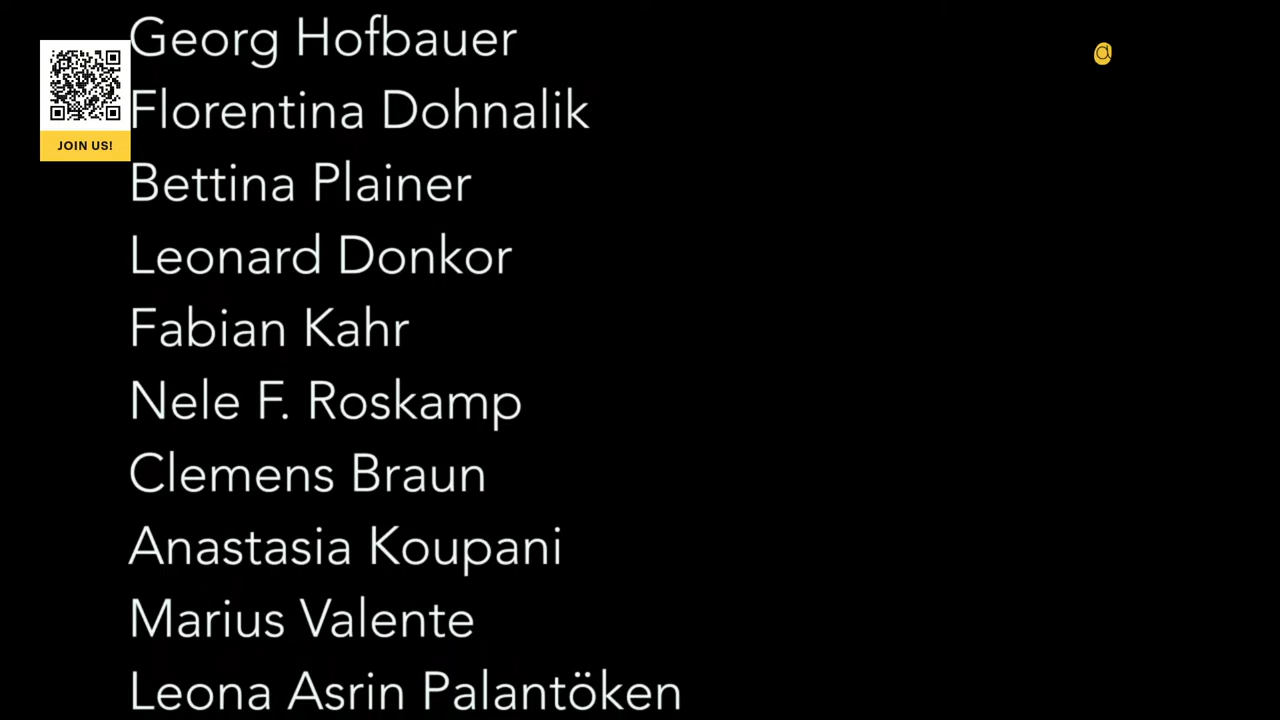 Georg Hofbauer
Florentina Dohnalik
JOIN US!
Bettina Plainer
Leonard Donkor
Fabian Kahr
Nele F. Roskamp
Clemens Braun
Anastasia Koupani
Marius Valente
Leona Asrin Palantöken